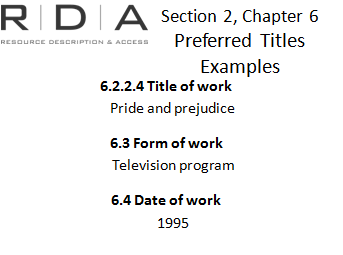 R | D | A
RESOURCE DESCRIPTION & ACCESS
Section 2, Chapter 6
Preferred Titles
Examples
6.2.2.4 Title of work
Pride and prejudice
6.3 Form of work
Television program
6.4 Date of work
1995